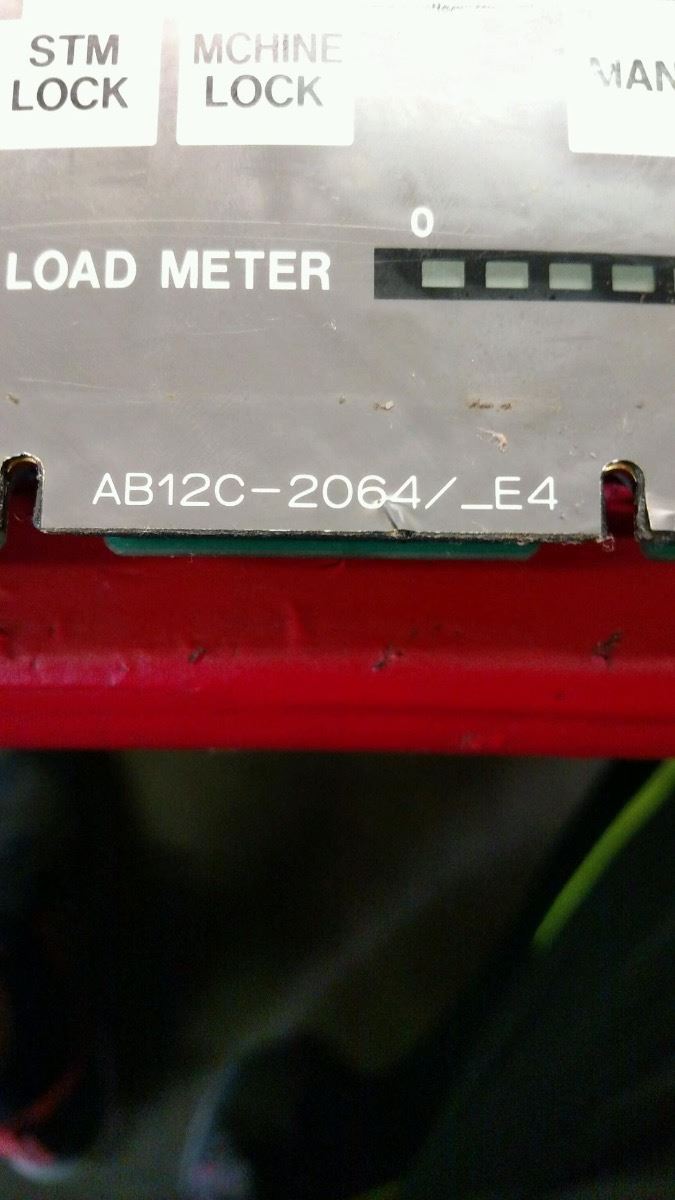 STM
LOCK
MCHINE
LOCK
MAN
0
LOAD METER
AB12C-2064/_E4